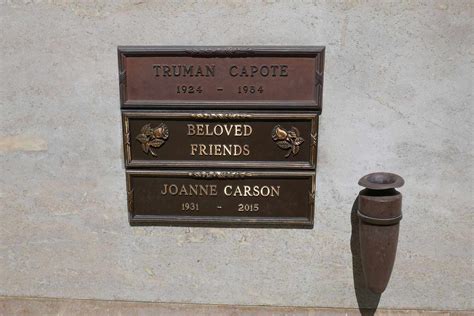 TRUMAN CAPOTE
1924 - 1984
BELOVED
FRIENDS
JOANNE CARSON
1931 - 2015